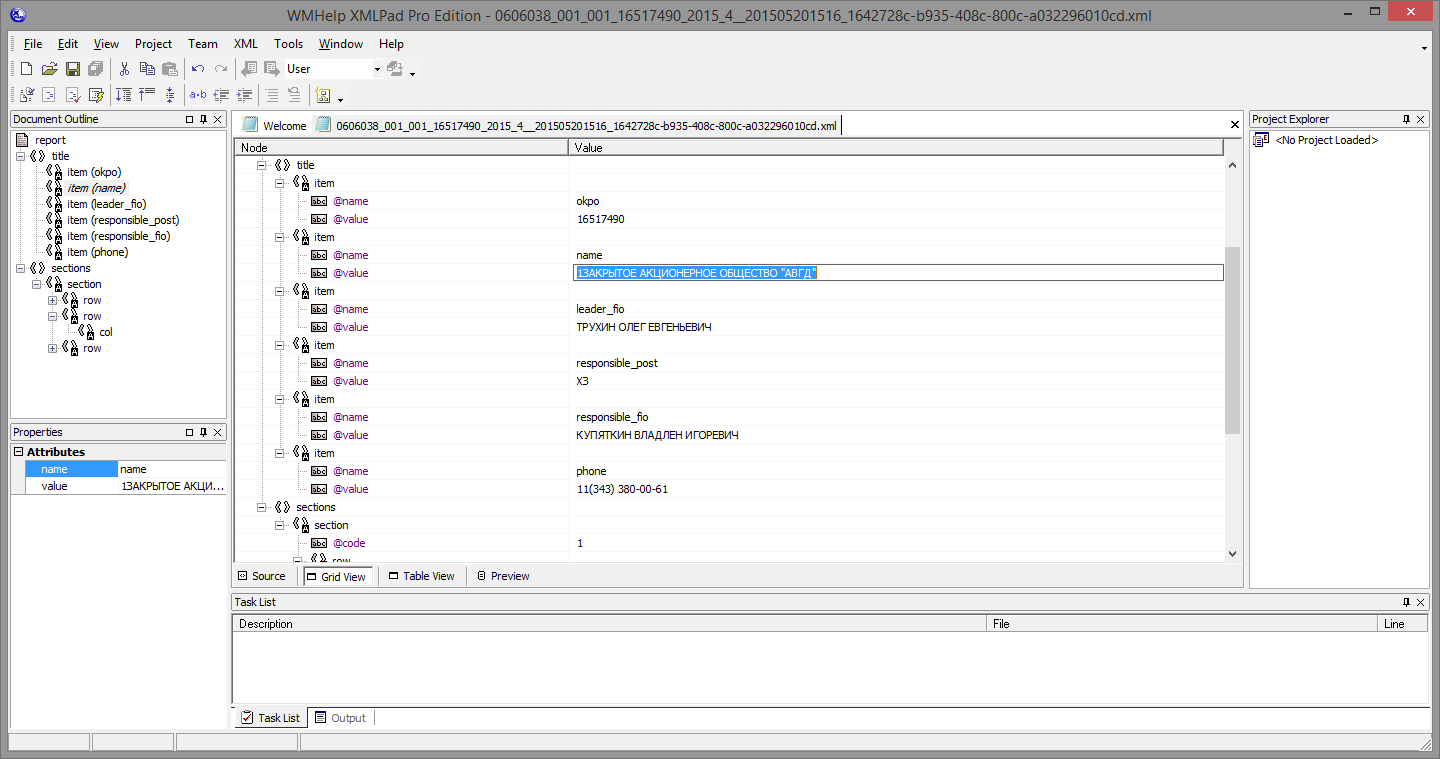 WMHelp XMLPad Pro Edition - 0606038_001_001_16517490_2015_4__201505201516_1642728c-b935-408c-800c-a032296010cd.xml
File Edit View Project Team XML Tools Window Help
User
a·b
Document Outline
report
title
item (okpo)
item (name)
item (leader_fio)
item (responsible_post)
item (responsible_fio)
item (phone)
sections
section
row
row
col
row
Properties
Attributes
name name
value 1ЗАКРЫТОЕ АКЦИ...
Welcome 0606038_001_001_16517490_2015_4__201505201516_1642728c-b935-408c-800c-a032296010cd.xml
Node Value
title
item
@name okpo
@value 16517490
item
@name name
@value 1ЗАКРЫТОЕ АКЦИОНЕРНОЕ ОБЩЕСТВО "АВГД"
item
@name leader_fio
@value ТРУХИН ОЛЕГ ЕВГЕНЬЕВИЧ
item
@name responsible_post
@value ХЗ
item
@name responsible_fio
@value КУПЯТКИН ВЛАДЛЕН ИГОРЕВИЧ
item
@name phone
@value 11(343) 380-00-61
sections
section
@code 1
row
Source Grid View Table View Preview
Project Explorer
<No Project Loaded>
Task List
Description File Line
Task List Output